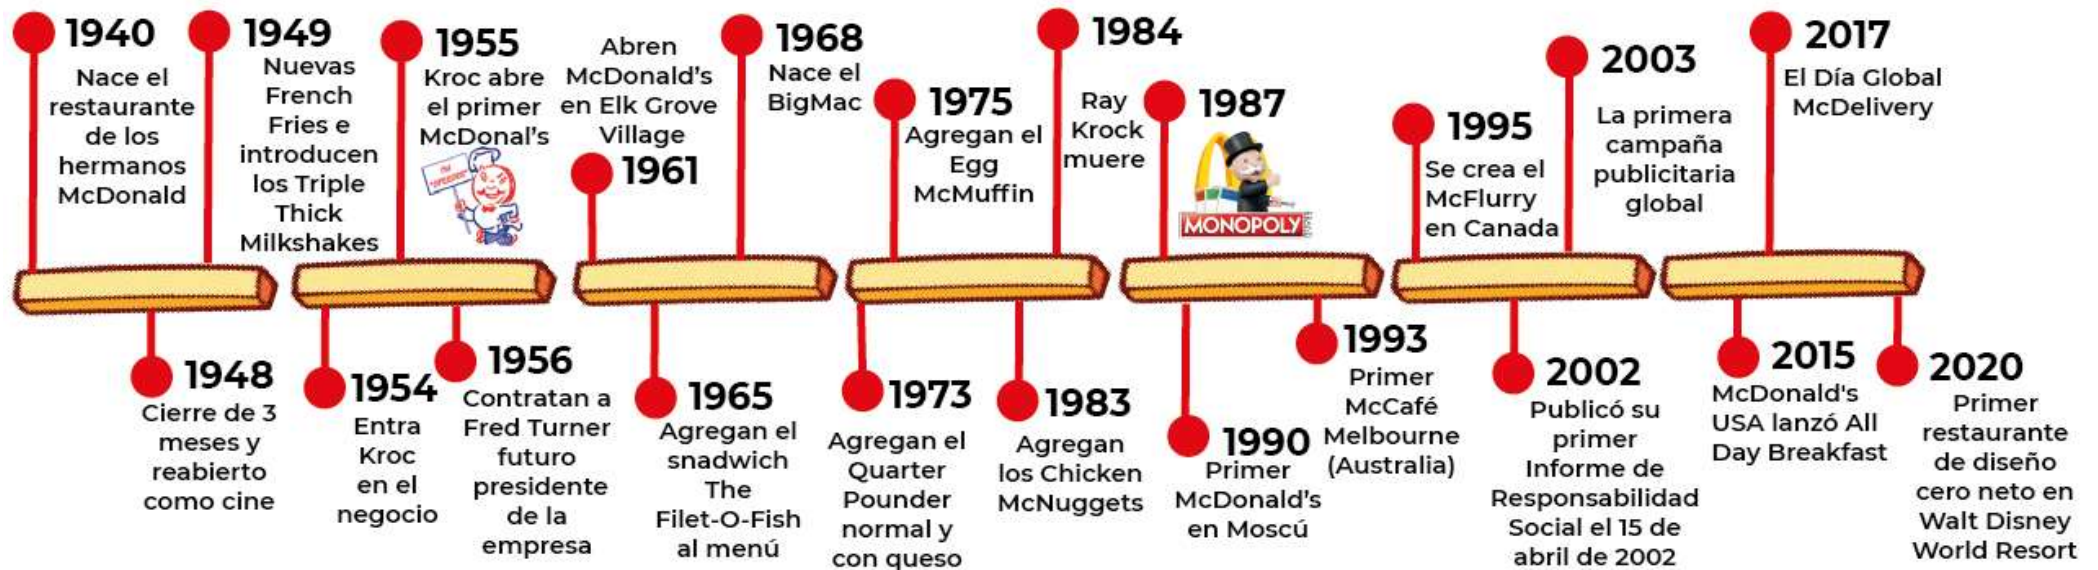 1940
Nace el
restaurante
de los
hermanos
McDonald
1948
Cierre de 3
meses y
reabierto
como cine
1949
Nuevas
French
Fries e
introducen
los Triple
Thick
Milkshakes
1954
Entra
Kroc
en el
negocio
1955
Kroc abre
el primer
McDonal's
1956
Contratan a
Fred Turner
futuro
presidente
de la
empresa
Abren
McDonald's
en Elk Grove
Village
1961
1965
Agregan el
snadwich
The
Filet-O-Fish
al menú
1968
Nace el
BigMac
1973
Agregan el
Quarter
Pounder
normal y
con queso
1975
Agregan el
Egg
McMuffin
1983
Agregan
los Chicken
McNuggets
1984
Ray
Krock
muere
1987
MONOPOLY
1990
Primer
McDonald's
en Moscú
1993
Primer
McCafé
Melbourne
(Australia)
1995
Se crea el
McFlurry
en Canada
2002
Publicó su
primer
Informe de
Responsabilidad
Social el 15 de
abril de 2002
2003
La primera
campaña
publicitaria
global
2015
McDonald's
USA lanzó All
Day Breakfast
2017
El Día Global
McDelivery
2020
Primer
restaurante
de diseño
cero neto en
Walt Disney
World Resort